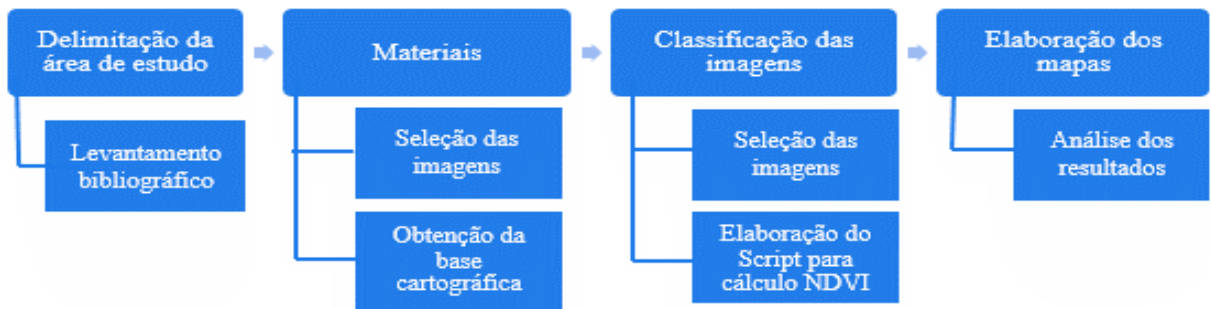 Delimitação da
área de estudo
Levantamento
bibliográfico
Materiais
Seleção das
imagens
Obtenção da
base
cartográfica
Classificação das
imagens
Seleção das
imagens
Elaboração do
Script para
cálculo NDVI
Elaboração dos
mapas
Análise dos
resultados